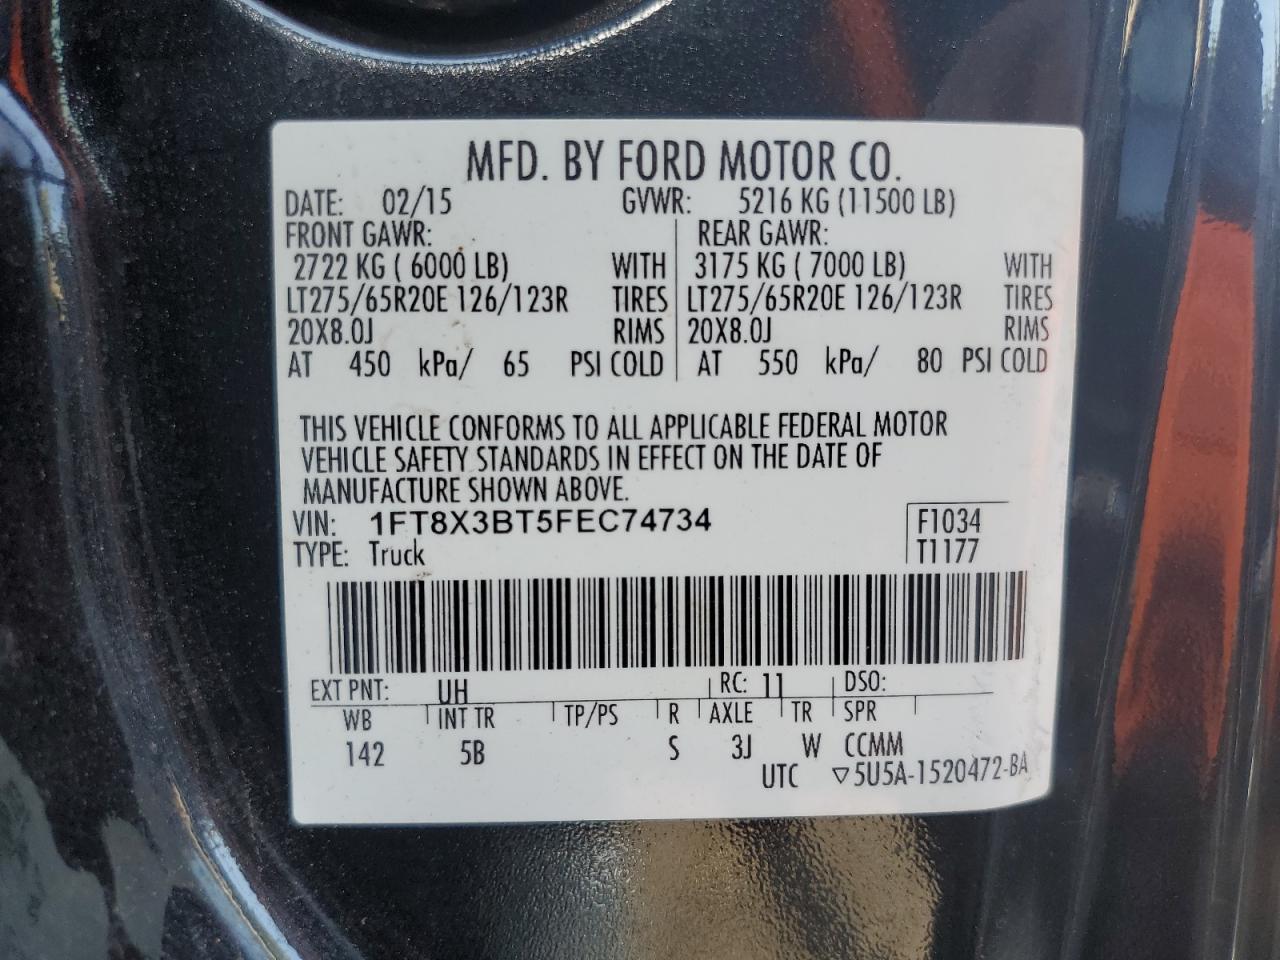 MFD. BY FORD MOTOR CO.
DATE: 02/15 GVWR: 5216 KG (11500 LB)
FRONT GAWR: REAR GAWR:
2722 KG ( 6000 LB) WITH 3175 KG ( 7000 LB) WITH
LT275/65R20E 126/123R TIRES LT275/65R20E 126/123R TIRES
20X8.0J RIMS 20X8.0J RIMS
AT 450 kPa/ 65 PSI COLD AT 550 kPa/ 80 PSI COLD
THIS VEHICLE CONFORMS TO ALL APPLICABLE FEDERAL MOTOR
VEHICLE SAFETY STANDARDS IN EFFECT ON THE DATE OF
MANUFACTURE SHOWN ABOVE.
VIN: 1FT8X3BT5FEC74734 F1034
TYPE: Truck T1177
EXT PNT: UH RC: 11 DSO:
WB INT TR TP/PS R AXLE TR SPR
142 5B S 3J W CCMM
UTC ▽5U5A-1520472-BA